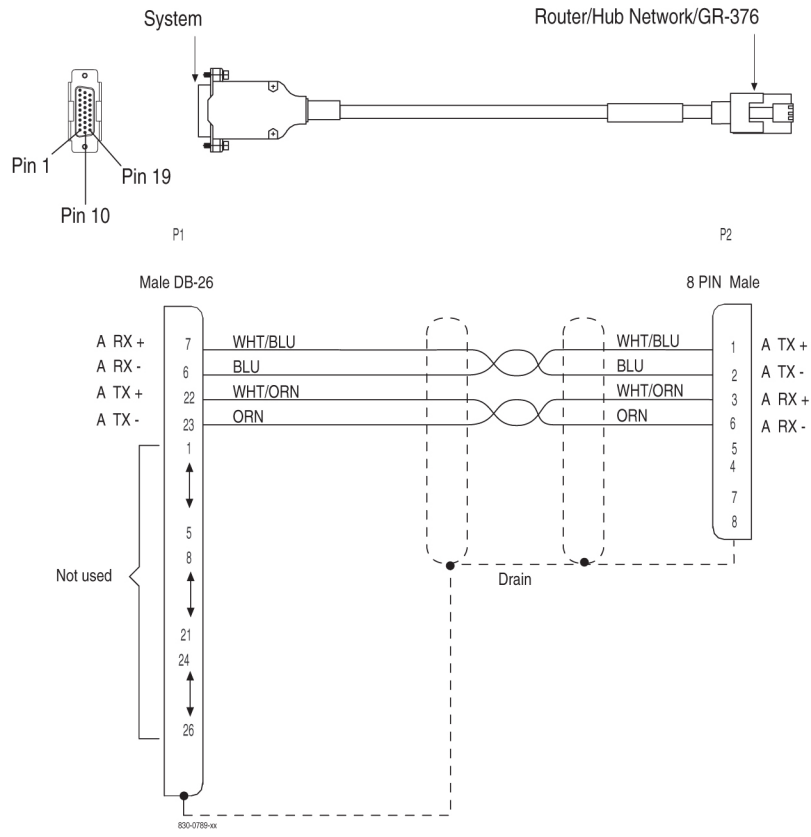 System
Router/Hub Network/GR-376
Pin 1
Pin 19
Pin 10
P1
P2
Male DB-26
8 PIN Male
A RX + 7 WHT/BLU WHT/BLU 1 A TX +
A RX - 6 BLU BLU 2 A TX -
A TX + 22 WHT/ORN WHT/ORN 3 A RX +
A TX - 23 ORN ORN 6 A RX -
1 5
4
7
5 8
8
Not used
Drain
21
24
26
830-0789-xx